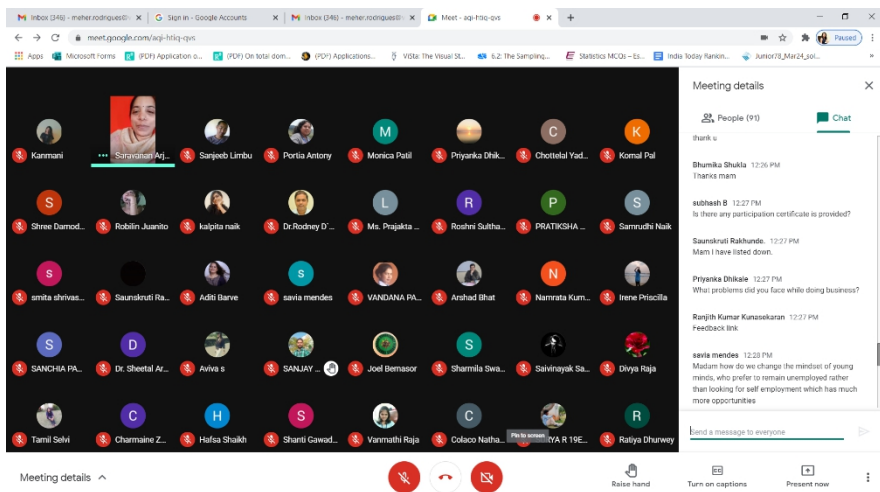 Inbox (346) - meher.rodrigues@
Sign in - Google Accounts
Inbox (346) - meher.rodrigues@
Meet - aqi-htiq-qvs
meet.google.com/aqi-htiq-qvs
Paused
Apps
Microsoft Forms
(PDF) Application o...
(PDF) On total dom...
(PDF) Applications...
ViSta: The Visual St...
6.2: The Sampling...
Statistics MCQs – Es...
India Today Rankin...
Junior78_Mar24_sol...
Meeting details
People (91)
Chat
thank u
Bhumika Shukla 12:26 PM
Thanks mam
subhash B 12:27 PM
Is there any participation certificate is provided?
Saunskruti Rakhunde. 12:27 PM
Mam I have listed down.
Priyanka Dhikale 12:27 PM
What problems did you face while doing business?
Ranjith Kumar Kunasekaran 12:27 PM
Feedback link
savia mendes 12:28 PM
Madam how do we change the mindset of young
minds, who prefer to remain unemployed rather
than looking for self employment which has much
more opportunities
Send a message to everyone
Kanmani
Saravanan Arj...
Sanjeeb Limbu
Portia Antony
M
Monica Patil
Priyanka Dhik...
C
Chottelal Yad...
K
Komal Pal
S
Shree Damod...
Robilin Juanito
kalpita naik
Dr.Rodney D˙...
L
Ms. Prajakta ...
R
Roshni Sultha...
P
PRATIKSHA ...
S
Samrudhi Naik
s
smita shrivas...
Saunskruti Ra...
Aditi Barve
s
savia mendes
VANDANA PA...
Arshad Bhat
N
Namrata Kum...
Irene Priscilla
S
SANCHIA PA...
D
Dr. Sheetal Ar...
Aviva s
SANJAY ...
Joel Bemasor
S
Sharmila Swa...
Saivinayak Sa...
Divya Raja
Tamil Selvi
C
Charmaine Z...
H
Hafsa Shaikh
S
Shanti Gawad...
Vanmathi Raja
C
Colaco Natha...
Pin to screen
YA R 19E...
R
Ratiya Dhurwey
Meeting details
Raise hand
CC
Turn on captions
Present now